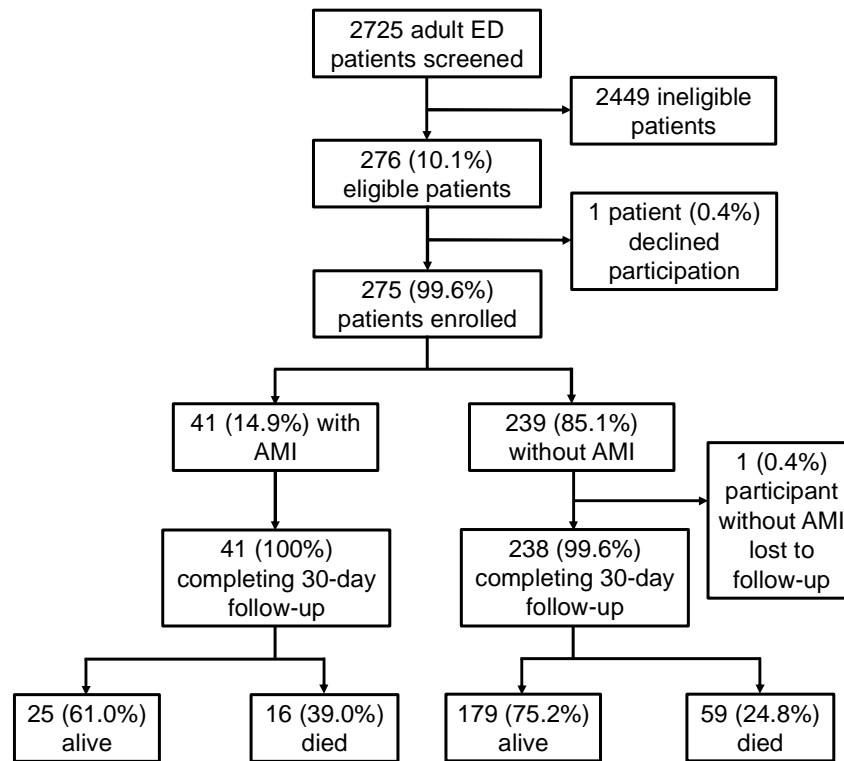 2725 adult ED
patients screened
2449 ineligible
patients
276 (10.1%)
eligible patients
1 patient (0.4%)
declined
participation
275 (99.6%)
patients enrolled
41 (14.9%) with
AMI
239 (85.1%)
without AMI
1 (0.4%)
participant
without AMI
lost to
follow-up
41 (100%)
completing 30-day
follow-up
238 (99.6%)
completing 30-day
follow-up
25 (61.0%)
alive
16 (39.0%)
died
179 (75.2%)
alive
59 (24.8%)
died